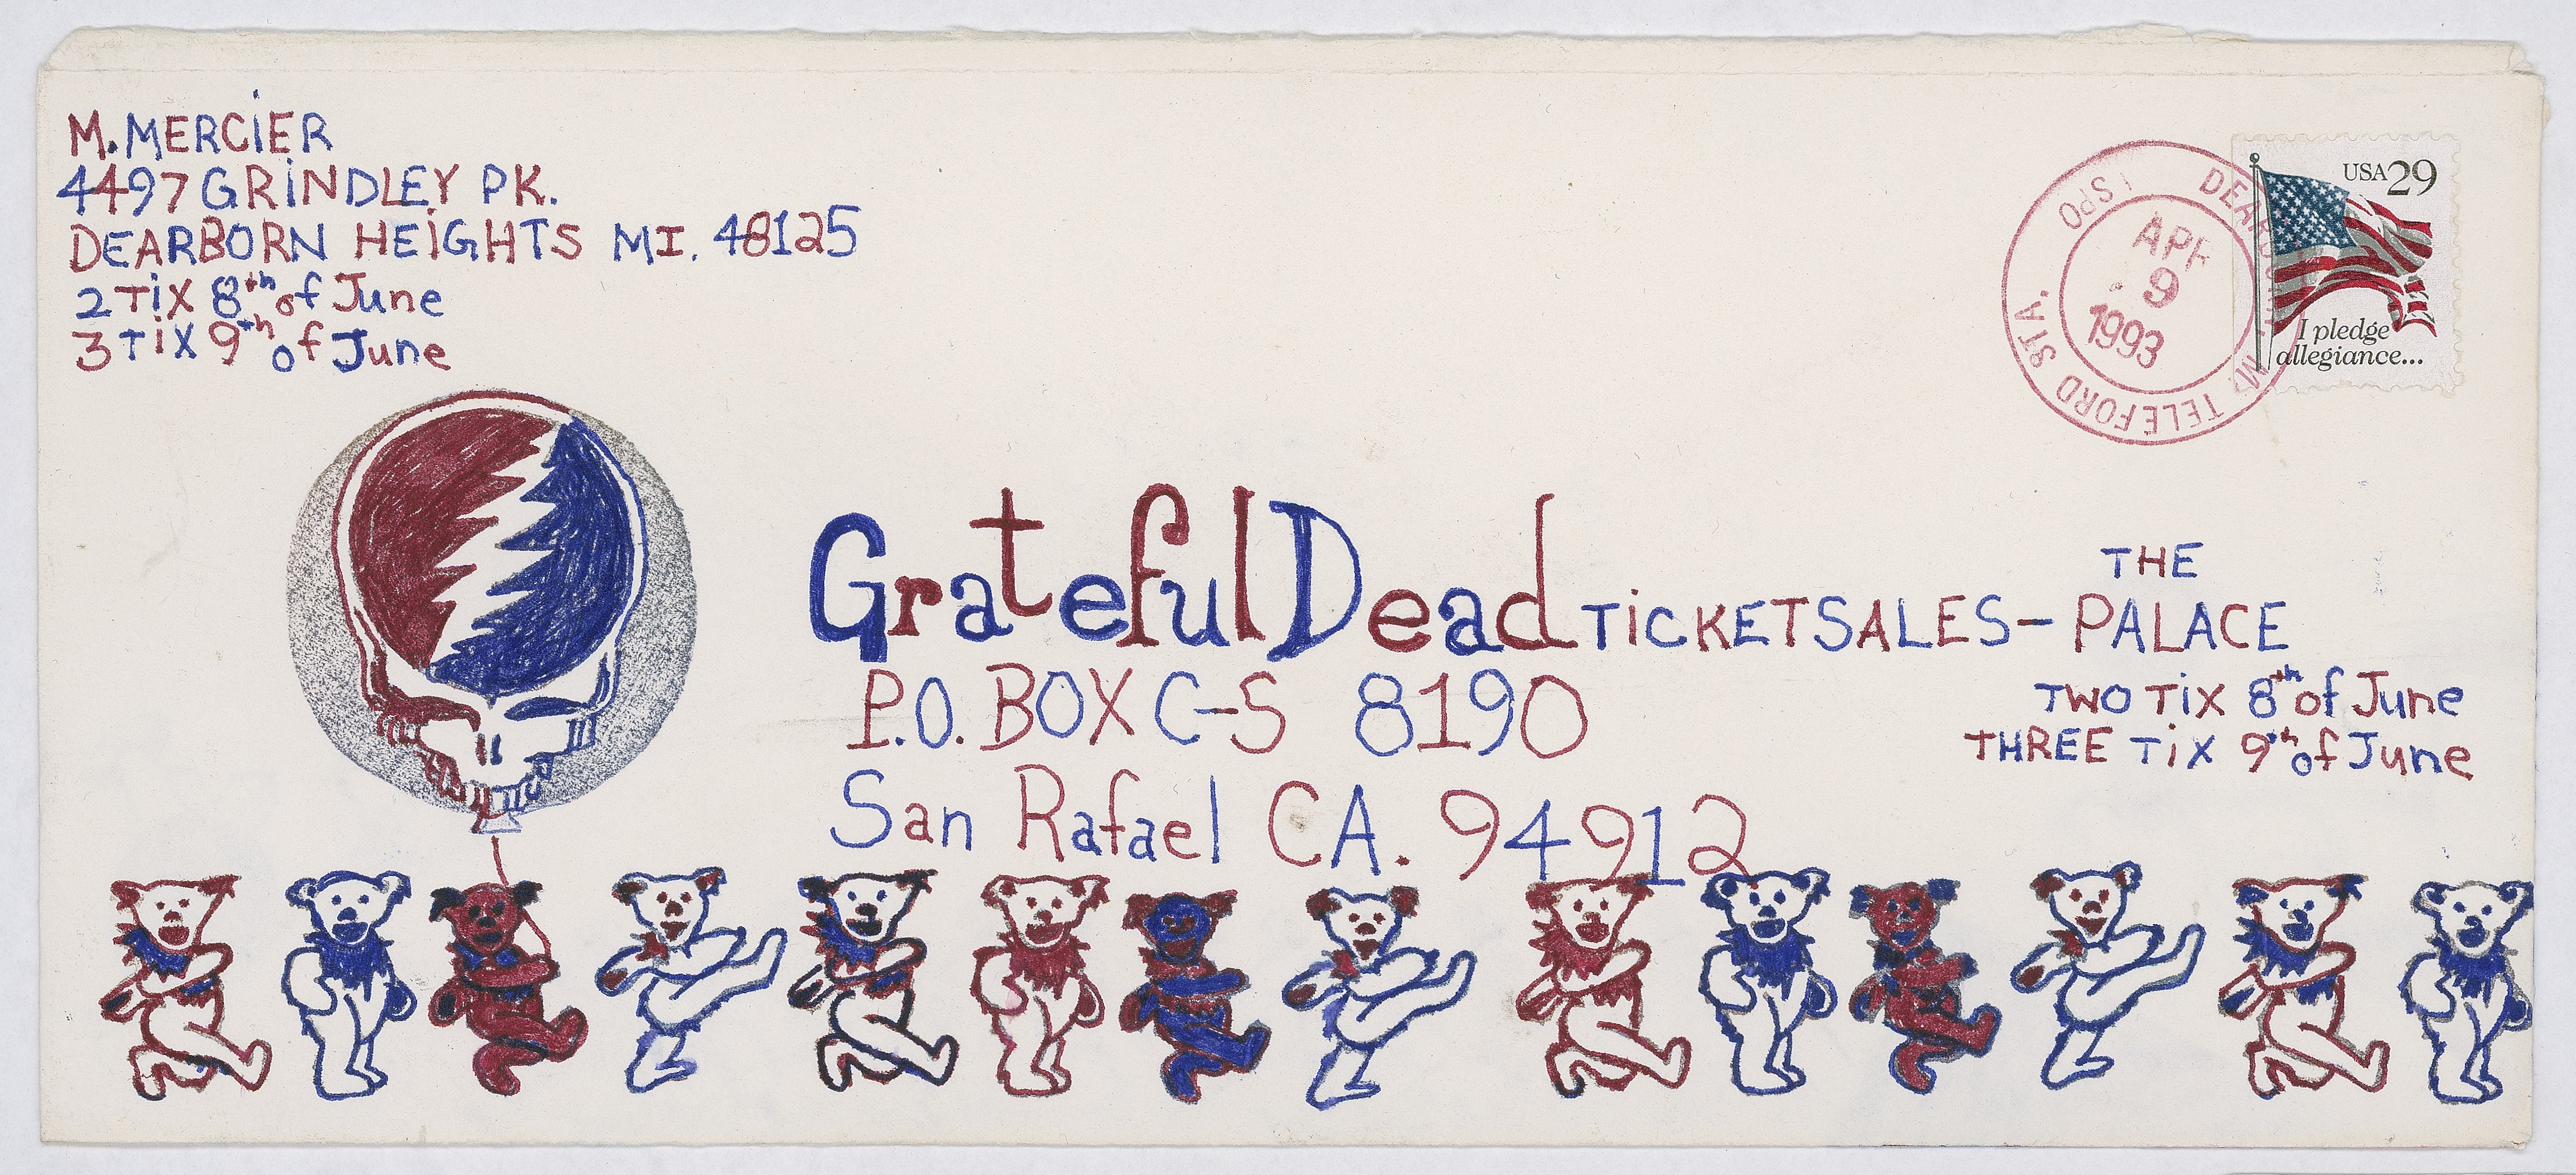 M. MERCiER
4497 GRiNDLEY PK.
DEARBORN HEiGHTS MI. 48125
2 TiX 8th of June
3 TiX 9th of June
USA 29
I pledge
allegiance...
APR
9
1993
TELEFORD STA.
Grateful Dead TiCKET SALES - THE PALACE
P.O. BOX C-S 8190
San Rafael CA. 94912
TWO TiX 8th of June
THREE TiX 9th of June